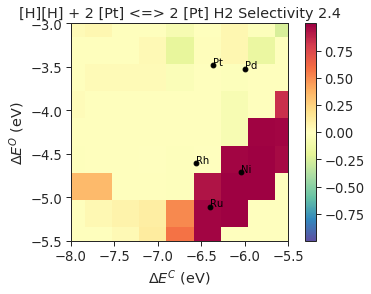 [H][H] + 2 [Pt] <=> 2 [Pt] H2 Selectivity 2.4
−3.0
−3.5
−4.0
−4.5
−5.0
−5.5
ΔE^O (eV)
Pt
Pd
Rh
Ni
Ru
−8.0 −7.5 −7.0 −6.5 −6.0 −5.5
ΔE^C (eV)
0.75
0.50
0.25
0.00
−0.25
−0.50
−0.75